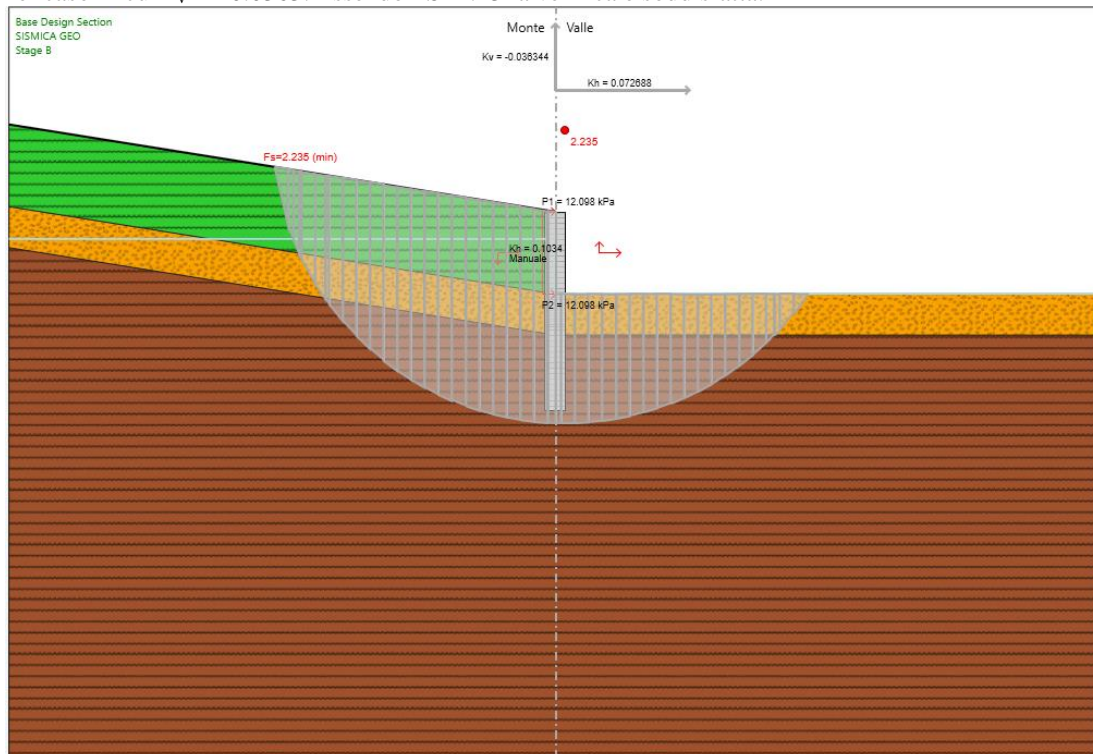 Base Design Section
SISMICA GEO
Stage B
Monte
Valle
Kv = -0.036344
Kh = 0.072688
2.235
Fs=2.235 (min)
P1 = 12.098 kPa
Kh = 0.1034
Manuale
P2 = 12.098 kPa